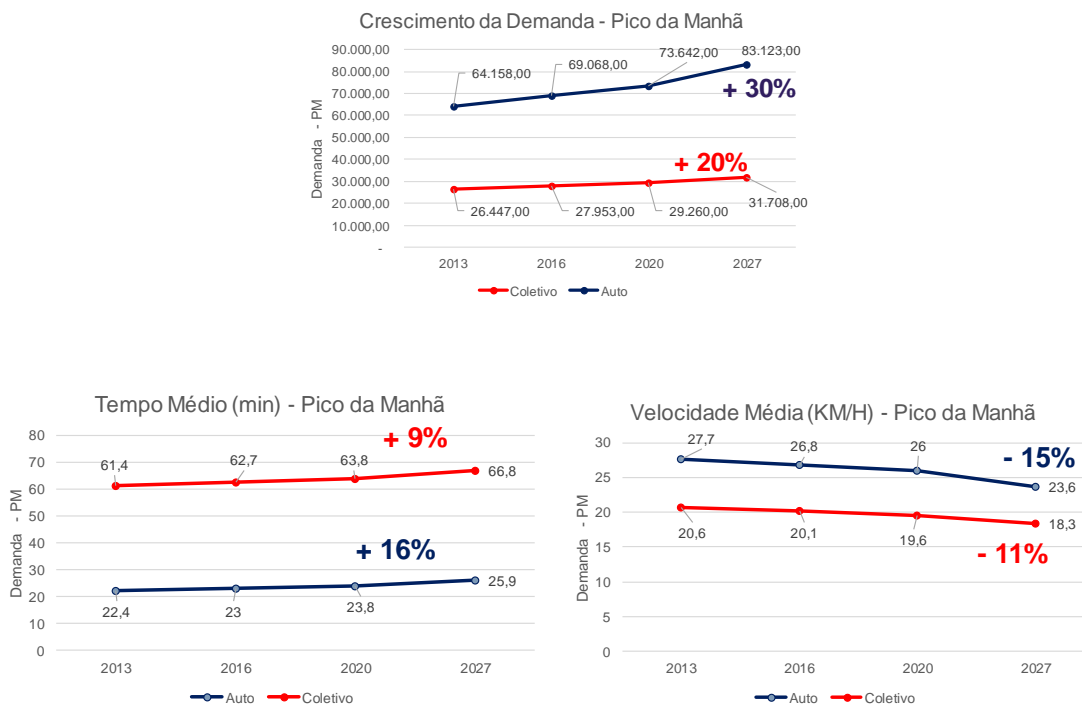 Crescimento da Demanda - Pico da Manhã
Demanda - PM
90.000,00
80.000,00
70.000,00
60.000,00
50.000,00
40.000,00
30.000,00
20.000,00
10.000,00
-
64.158,00
69.068,00
73.642,00
83.123,00
+ 30%
+ 20%
26.447,00
27.953,00
29.260,00
31.708,00
2013 2016 2020 2027
Coletivo Auto
Tempo Médio (min) - Pico da Manhã
Demanda - PM
80
70
60
50
40
30
20
10
0
+ 9%
61,4 62,7 63,8 66,8
+ 16%
22,4 23 23,8 25,9
2013 2016 2020 2027
Auto Coletivo
Velocidade Média (KM/H) - Pico da Manhã
Demanda - PM
30
25
20
15
10
5
0
27,7 26,8 26 23,6
- 15%
20,6 20,1 19,6 18,3
- 11%
2013 2016 2020 2027
Auto Coletivo